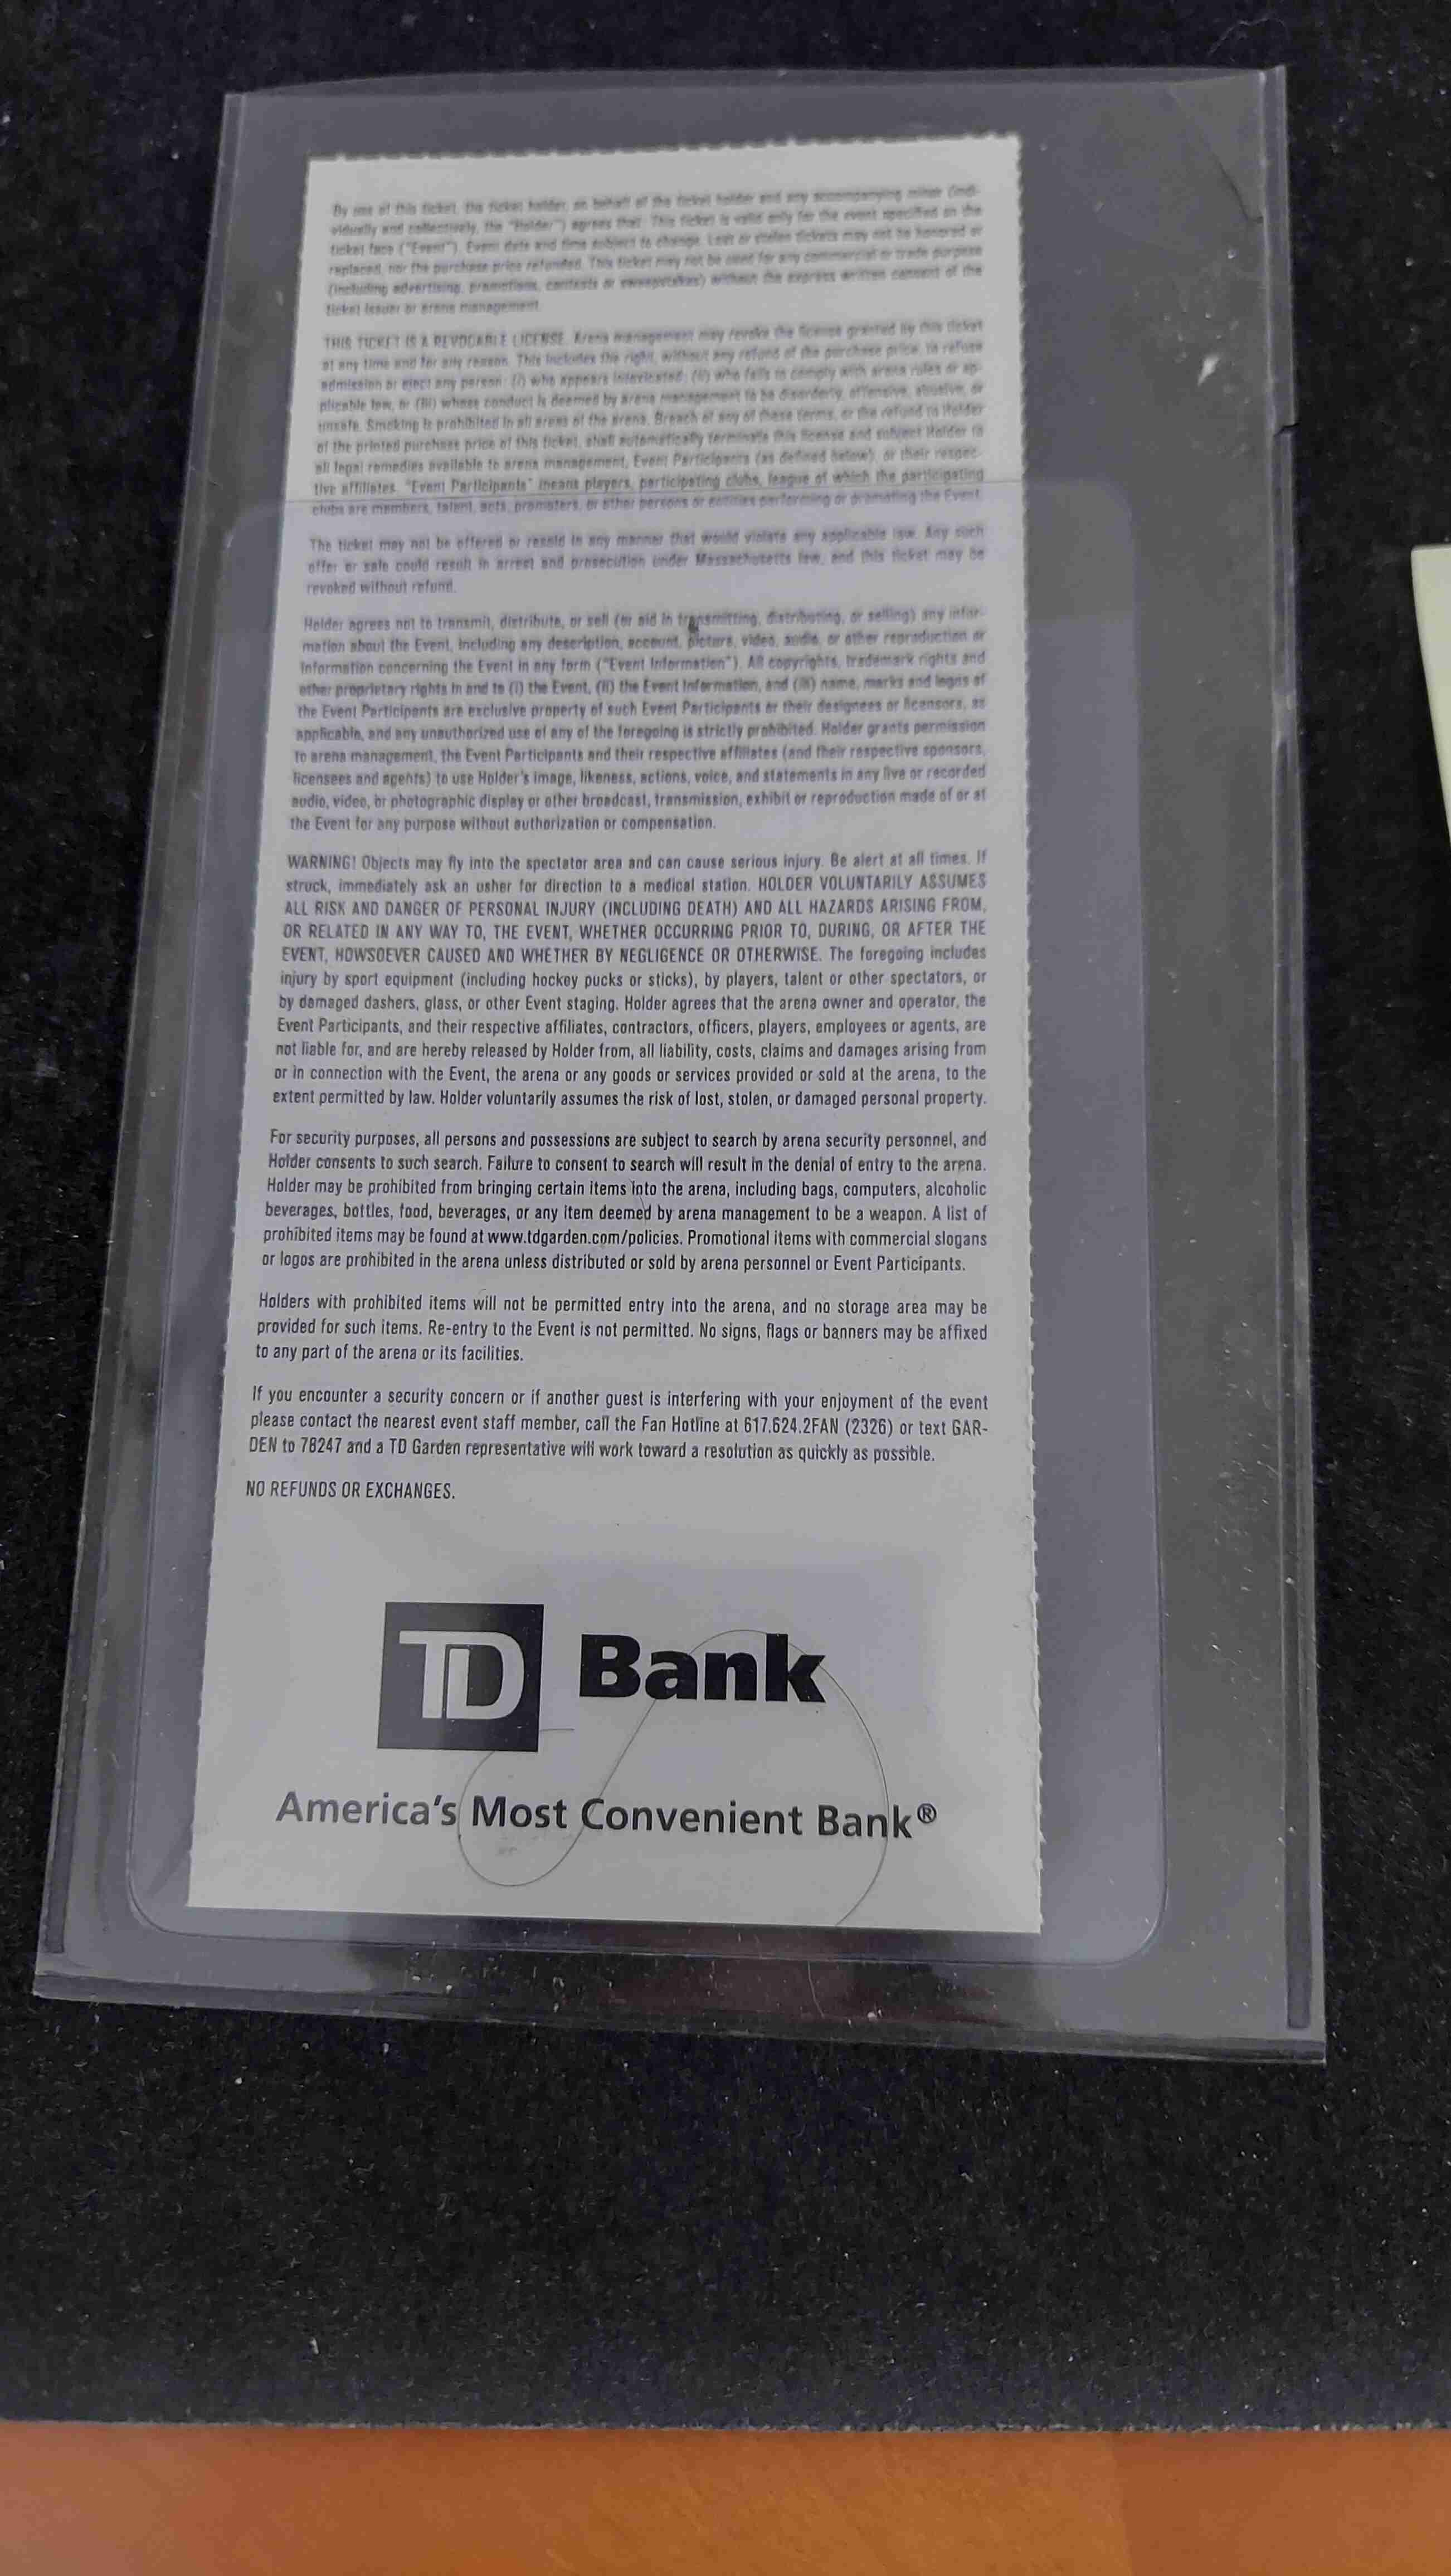 By use of this ticket, the ticket holder, on behalf of the ticket holder and any accompanying minor (indi-
vidually and collectively, the "Holder") agrees that: This ticket is valid only for the event specified on the
ticket face ("Event"). Event date and time subject to change. Lost or stolen tickets may not be honored or
replaced, nor the purchase price refunded. This ticket may not be used for any commercial or trade purpose
(including advertising, promotions, contests or sweepstakes) without the express written consent of the
ticket issuer or arena management.
THIS TICKET IS A REVOCABLE LICENSE. Arena management may revoke the license granted by this ticket
at any time and for any reason. This includes the right, without any refund of the purchase price, to refuse
admission or eject any person: (i) who appears intoxicated; (ii) who fails to comply with arena rules or ap-
plicable law, or (iii) whose conduct is deemed by arena management to be disorderly, offensive, abusive, or
unsafe. Smoking is prohibited in all areas of the arena. Breach of any of these terms, or the refund to Holder
of the printed purchase price of this ticket, shall automatically terminate this license and subject Holder to
all legal remedies available to arena management, Event Participants (as defined below), or their respec-
tive affiliates. "Event Participants" means players, participating clubs, league of which the participating
clubs are members, talent, acts, promoters, or other persons or entities performing or promoting the Event.
The ticket may not be offered or resold in any manner that would violate any applicable law. Any such
offer or sale could result in arrest and prosecution under Massachusetts law, and this ticket may be
revoked without refund.
Holder agrees not to transmit, distribute, or sell (or aid in transmitting, distributing, or selling) any infor-
mation about the Event, including any description, account, picture, video, audio, or other reproduction or
information concerning the Event in any form ("Event Information"). All copyrights, trademark rights and
other proprietary rights in and to (i) the Event, (ii) the Event Information, and (iii) name, marks and logos of
the Event Participants are exclusive property of such Event Participants or their designees or licensors, as
applicable, and any unauthorized use of any of the foregoing is strictly prohibited. Holder grants permission
to arena management, the Event Participants and their respective affiliates (and their respective sponsors,
licensees and agents) to use Holder's image, likeness, actions, voice, and statements in any live or recorded
audio, video, or photographic display or other broadcast, transmission, exhibit or reproduction made of or at
the Event for any purpose without authorization or compensation.
WARNING! Objects may fly into the spectator area and can cause serious injury. Be alert at all times. If
struck, immediately ask an usher for direction to a medical station. HOLDER VOLUNTARILY ASSUMES
ALL RISK AND DANGER OF PERSONAL INJURY (INCLUDING DEATH) AND ALL HAZARDS ARISING FROM,
OR RELATED IN ANY WAY TO, THE EVENT, WHETHER OCCURRING PRIOR TO, DURING, OR AFTER THE
EVENT, HOWSOEVER CAUSED AND WHETHER BY NEGLIGENCE OR OTHERWISE. The foregoing includes
injury by sport equipment (including hockey pucks or sticks), by players, talent or other spectators, or
by damaged dashers, glass, or other Event staging. Holder agrees that the arena owner and operator, the
Event Participants, and their respective affiliates, contractors, officers, players, employees or agents, are
not liable for, and are hereby released by Holder from, all liability, costs, claims and damages arising from
or in connection with the Event, the arena or any goods or services provided or sold at the arena, to the
extent permitted by law. Holder voluntarily assumes the risk of lost, stolen, or damaged personal property.
For security purposes, all persons and possessions are subject to search by arena security personnel, and
Holder consents to such search. Failure to consent to search will result in the denial of entry to the arena.
Holder may be prohibited from bringing certain items into the arena, including bags, computers, alcoholic
beverages, bottles, food, beverages, or any item deemed by arena management to be a weapon. A list of
prohibited items may be found at www.tdgarden.com/policies. Promotional items with commercial slogans
or logos are prohibited in the arena unless distributed or sold by arena personnel or Event Participants.
Holders with prohibited items will not be permitted entry into the arena, and no storage area may be
provided for such items. Re-entry to the Event is not permitted. No signs, flags or banners may be affixed
to any part of the arena or its facilities.
If you encounter a security concern or if another guest is interfering with your enjoyment of the event
please contact the nearest event staff member, call the Fan Hotline at 617.624.2FAN (2326) or text GAR-
DEN to 78247 and a TD Garden representative will work toward a resolution as quickly as possible.
NO REFUNDS OR EXCHANGES.
TD Bank
America's Most Convenient Bank®